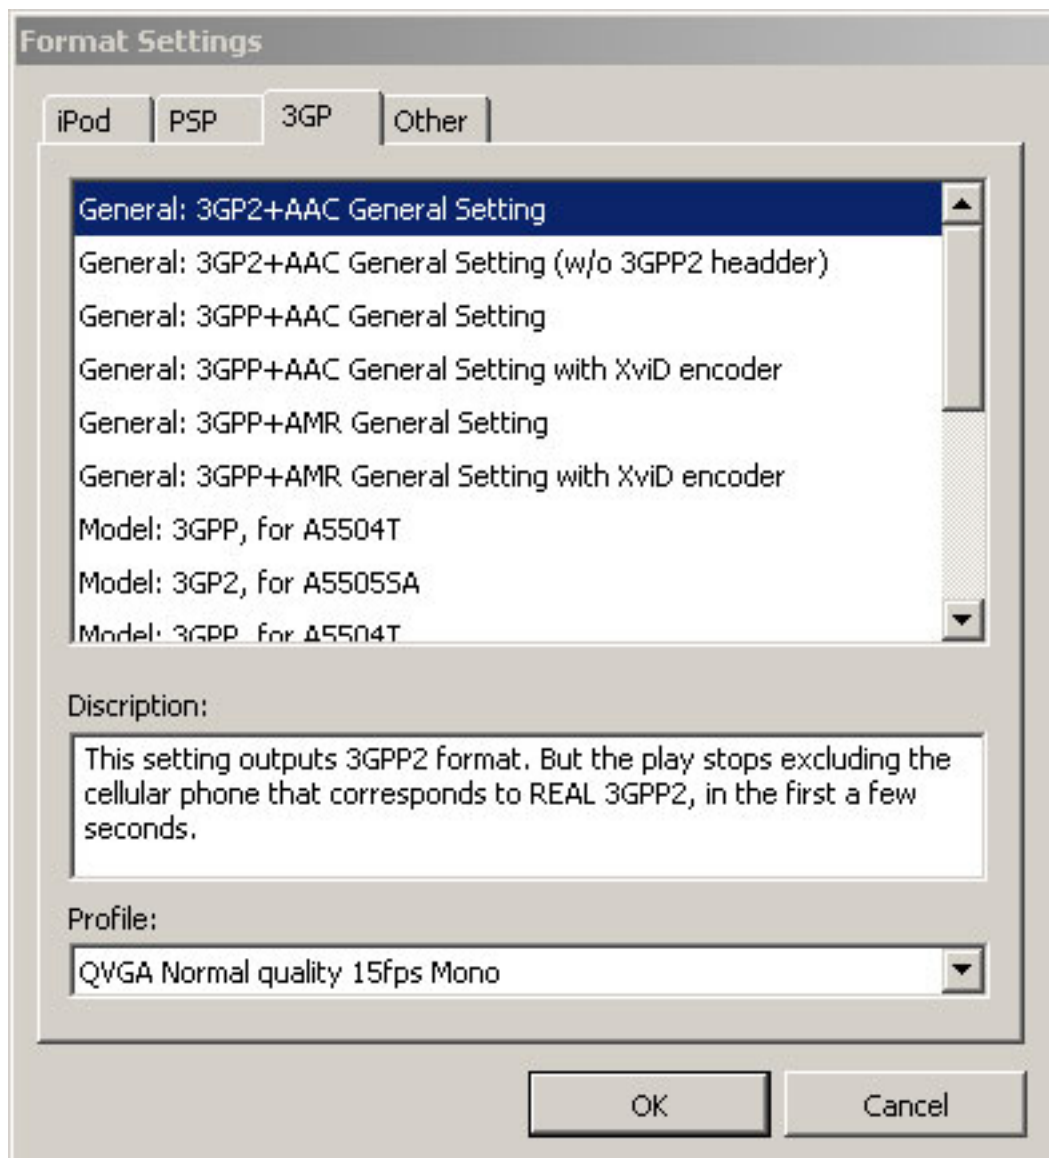 Format Settings
iPod PSP 3GP Other
General: 3GP2+AAC General Setting
General: 3GP2+AAC General Setting (w/o 3GPP2 headder)
General: 3GPP+AAC General Setting
General: 3GPP+AAC General Setting with XviD encoder
General: 3GPP+AMR General Setting
General: 3GPP+AMR General Setting with XviD encoder
Model: 3GPP, for A5504T
Model: 3GP2, for A5505SA
Model: 3GPP, for A5504T
Discription:
This setting outputs 3GPP2 format. But the play stops excluding the
cellular phone that corresponds to REAL 3GPP2, in the first a few
seconds.
Profile:
QVGA Normal quality 15fps Mono
OK Cancel